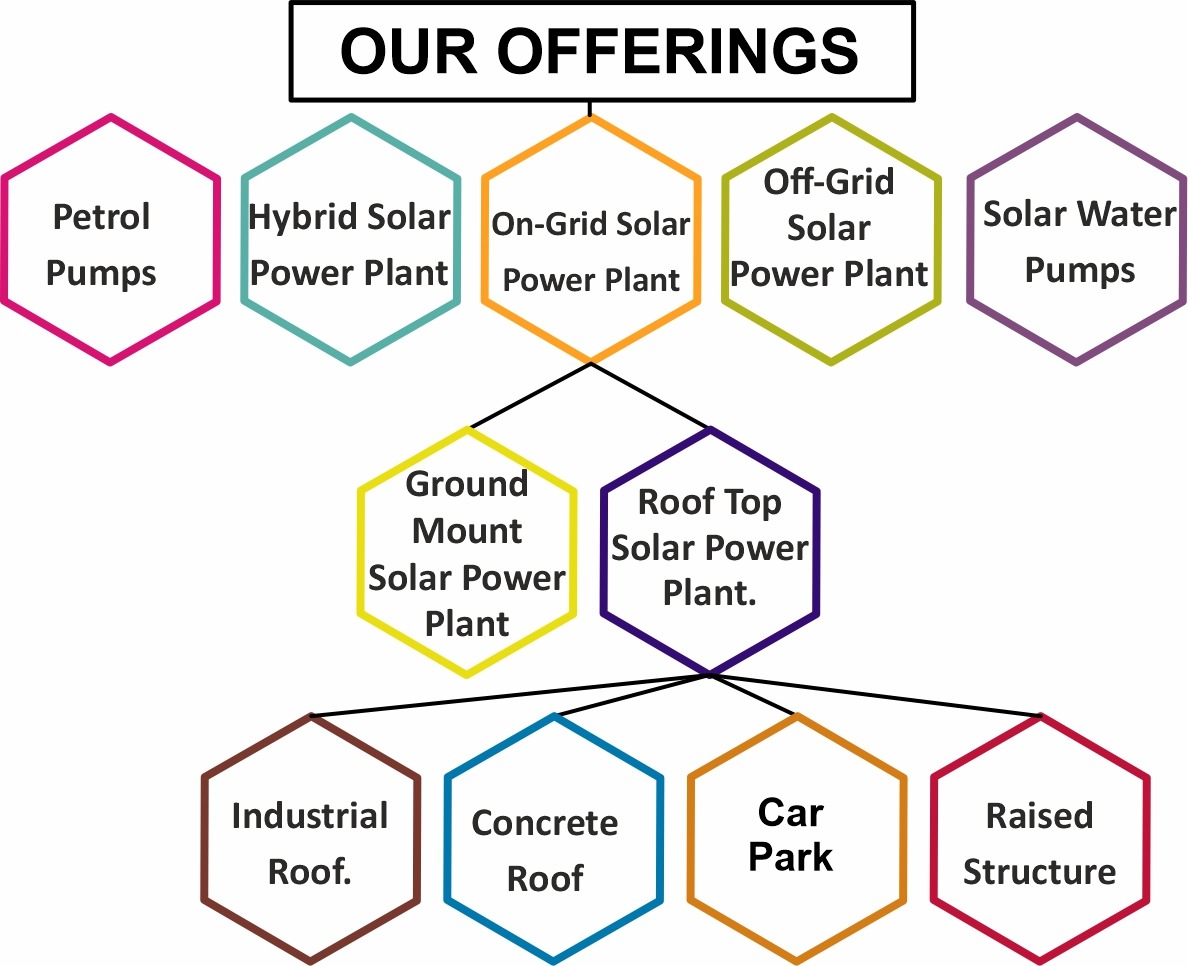 OUR OFFERINGS
Petrol
Pumps
Hybrid Solar
Power Plant
On-Grid Solar
Power Plant
Off-Grid
Solar
Power Plant
Solar Water
Pumps
Ground
Mount
Solar Power
Plant
Roof Top
Solar Power
Plant.
Industrial
Roof.
Concrete
Roof
Car
Park
Raised
Structure